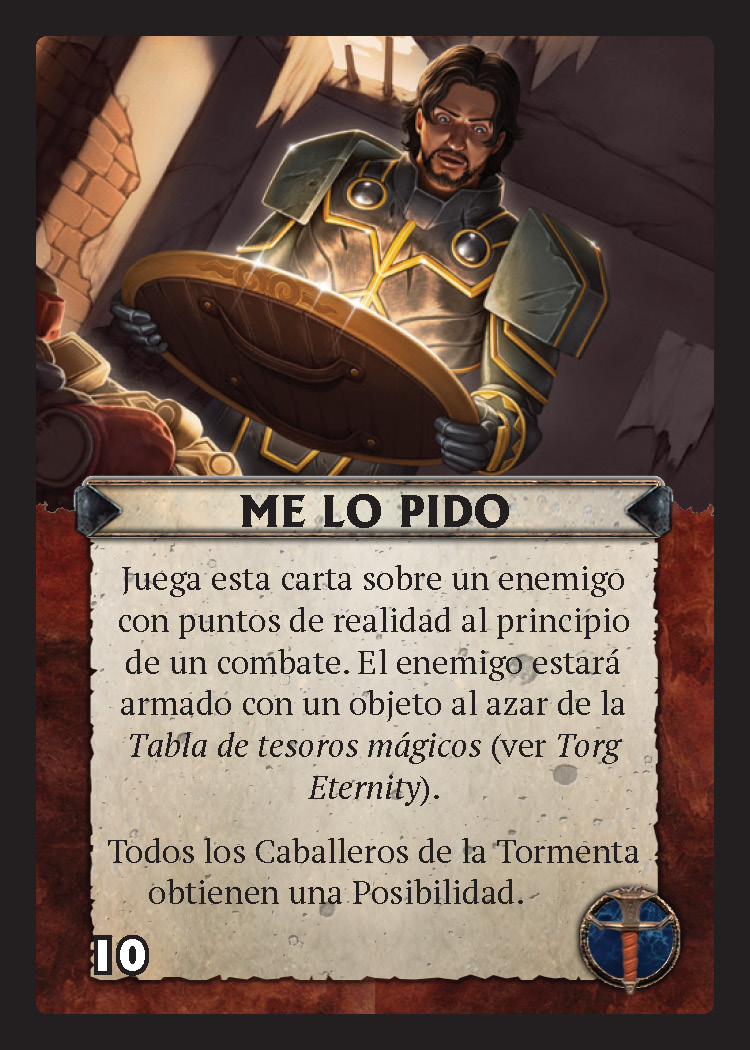 ME LO PIDO
Juega esta carta sobre un enemigo
con puntos de realidad al principio
de un combate. El enemigo estará
armado con un objeto al azar de la
Tabla de tesoros mágicos (ver Torg
Eternity).
Todos los Caballeros de la Tormenta
obtienen una Posibilidad.
10